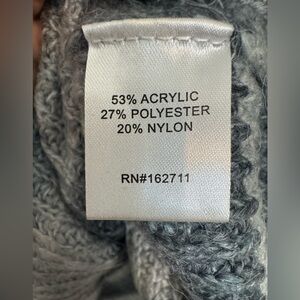 53% ACRYLIC
27% POLYESTER
20% NYLON
RN#162711